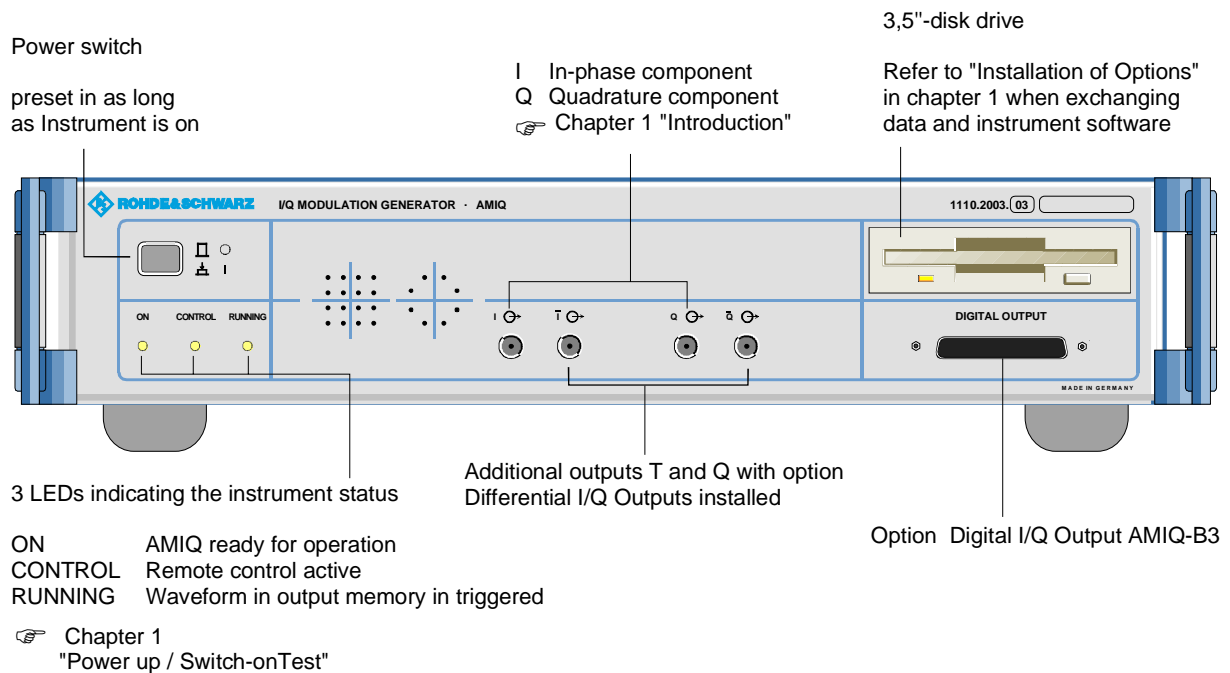 Power switch
preset in as long
as Instrument is on
I In-phase component
Q Quadrature component
☞ Chapter 1 "Introduction"
3,5"-disk drive
Refer to "Installation of Options"
in chapter 1 when exchanging
data and instrument software
ROHDE&SCHWARZ I/Q MODULATION GENERATOR · AMIQ 1110.2003. 03
I
ON CONTROL RUNNING
I I̅ Q Q̅
DIGITAL OUTPUT
MADE IN GERMANY
3 LEDs indicating the instrument status
ON AMIQ ready for operation
CONTROL Remote control active
RUNNING Waveform in output memory in triggered
☞ Chapter 1
"Power up / Switch-onTest"
Additional outputs T and Q with option
Differential I/Q Outputs installed
Option Digital I/Q Output AMIQ-B3